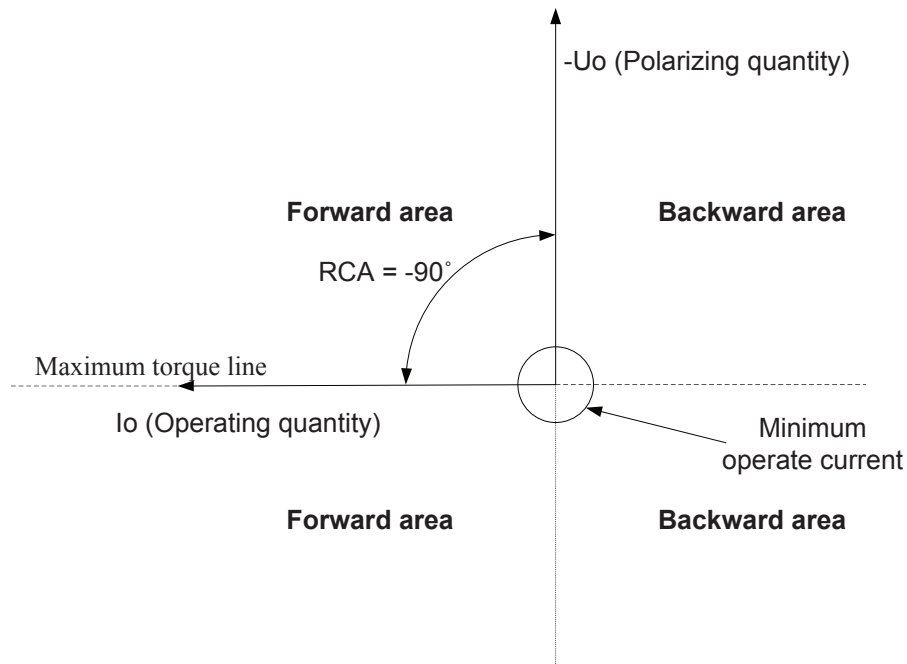 -Uo (Polarizing quantity)
Forward area
Backward area
RCA = -90˚
Maximum torque line
Io (Operating quantity)
Minimum
operate current
Forward area
Backward area